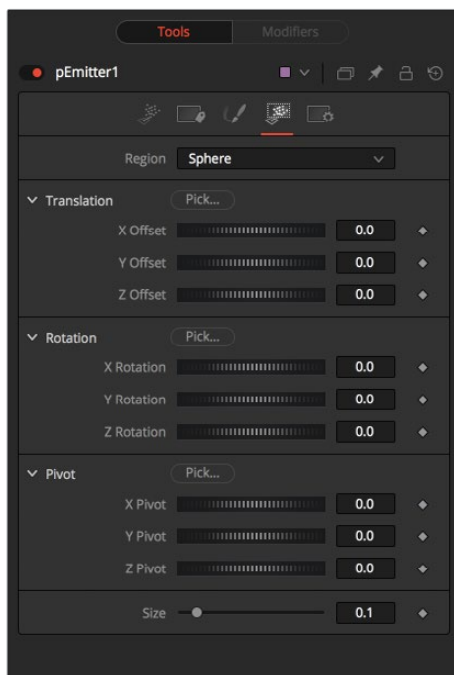 Tools Modifiers
pEmitter1
Region Sphere
Translation Pick...
X Offset 0.0
Y Offset 0.0
Z Offset 0.0
Rotation Pick...
X Rotation 0.0
Y Rotation 0.0
Z Rotation 0.0
Pivot Pick...
X Pivot 0.0
Y Pivot 0.0
Z Pivot 0.0
Size 0.1